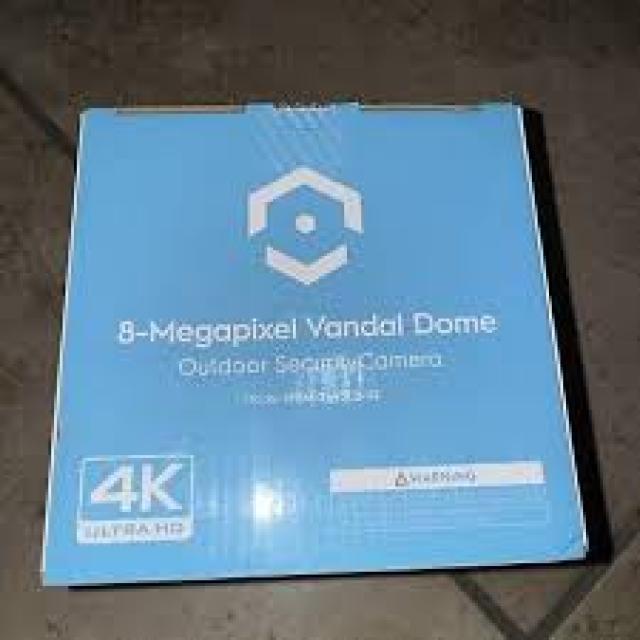 8-Megapixel Vandal Dome
Outdoor Security Camera
4K
ULTRA HD
WARNING